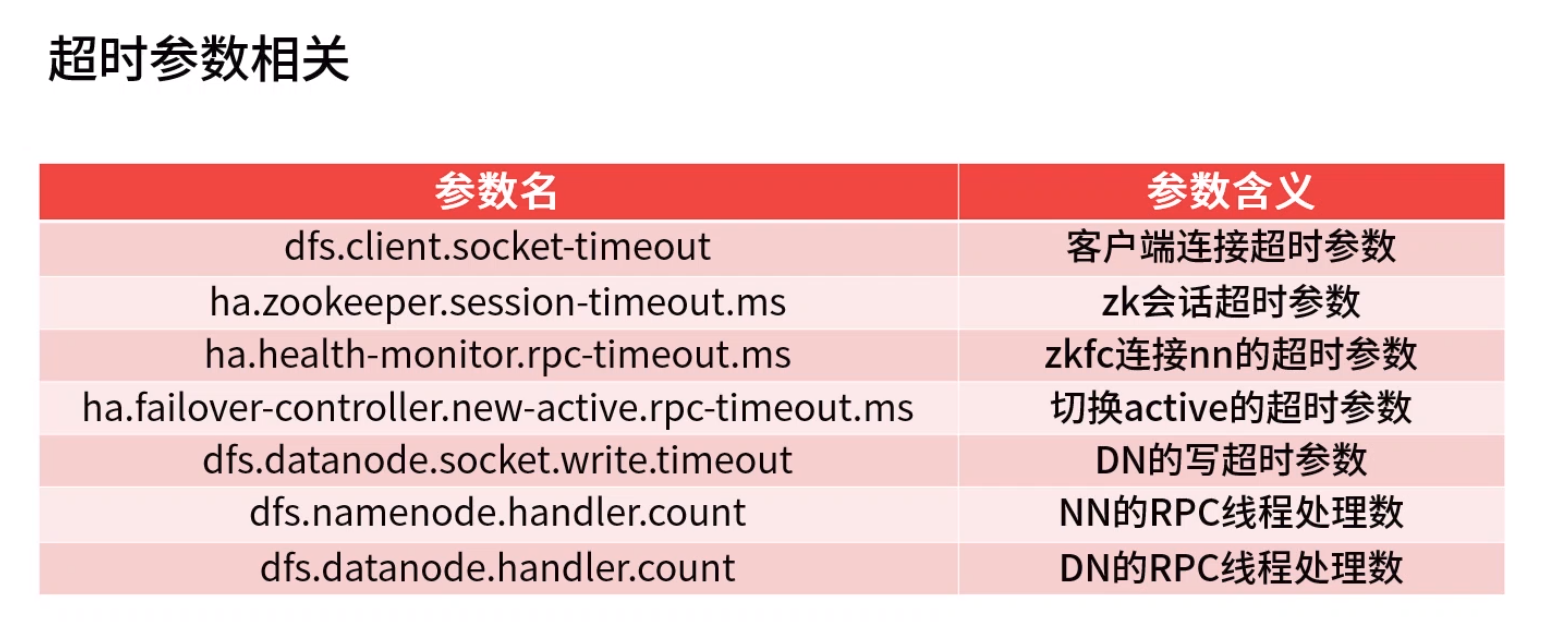 超时参数相关
参数名 参数含义
dfs.client.socket-timeout 客户端连接超时参数
ha.zookeeper.session-timeout.ms zk会话超时参数
ha.health-monitor.rpc-timeout.ms zkfc连接nn的超时参数
ha.failover-controller.new-active.rpc-timeout.ms 切换active的超时参数
dfs.datanode.socket.write.timeout DN的写超时参数
dfs.namenode.handler.count NN的RPC线程处理数
dfs.datanode.handler.count DN的RPC线程处理数